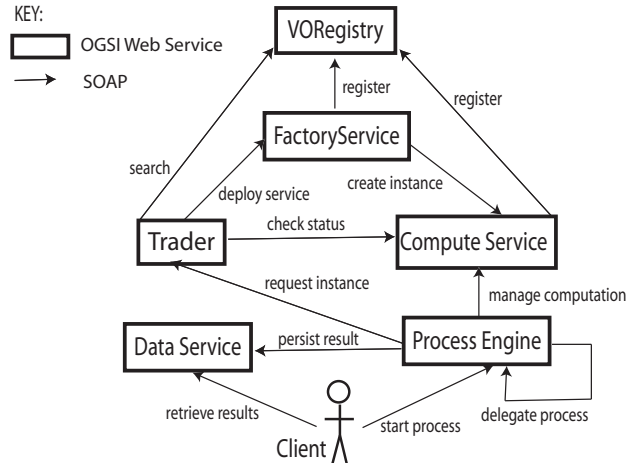 KEY:
OGSI Web Service
SOAP
VORegistry
register
register
FactoryService
search
deploy service
create instance
Trader
check status
Compute Service
request instance
manage computation
Data Service
persist result
Process Engine
retrieve results
Client
start process
delegate process